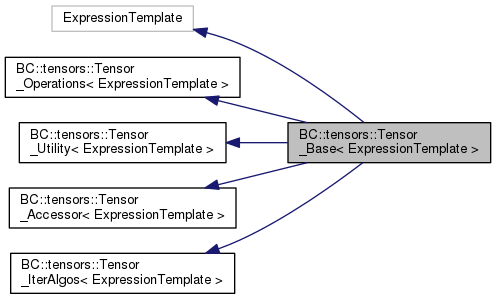 ExpressionTemplate
BC::tensors::Tensor
_Operations< ExpressionTemplate >
BC::tensors::Tensor
_Utility< ExpressionTemplate >
BC::tensors::Tensor
_Base< ExpressionTemplate >
BC::tensors::Tensor
_Accessor< ExpressionTemplate >
BC::tensors::Tensor
_IterAlgos< ExpressionTemplate >